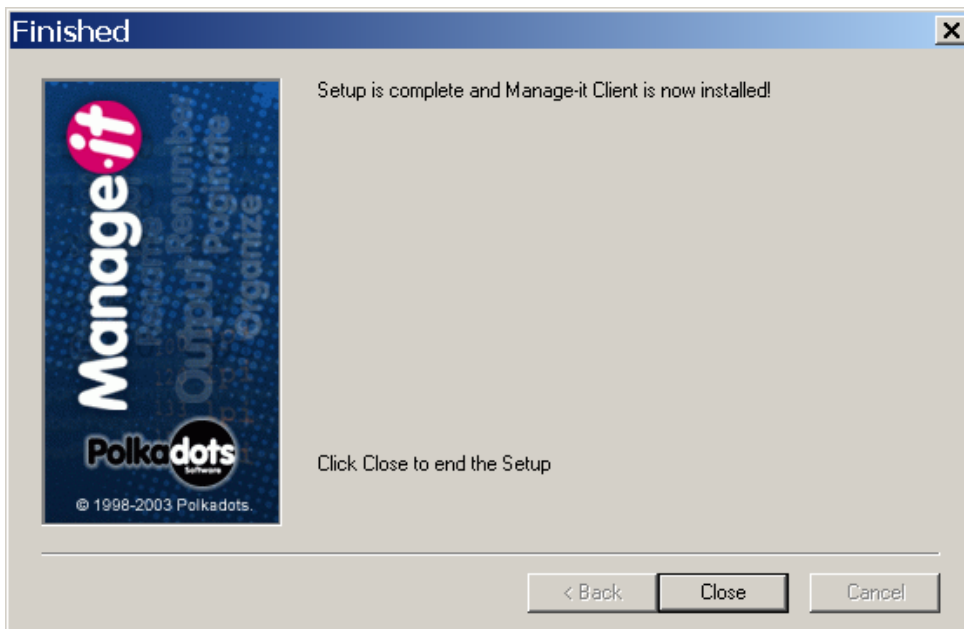 Finished
Setup is complete and Manage-it Client is now installed!
Manage-it
Rename
Output
Renumber
Paginate
Organize
Polkadots
Software
© 1998-2003 Polkadots.
Click Close to end the Setup
< Back
Close
Cancel